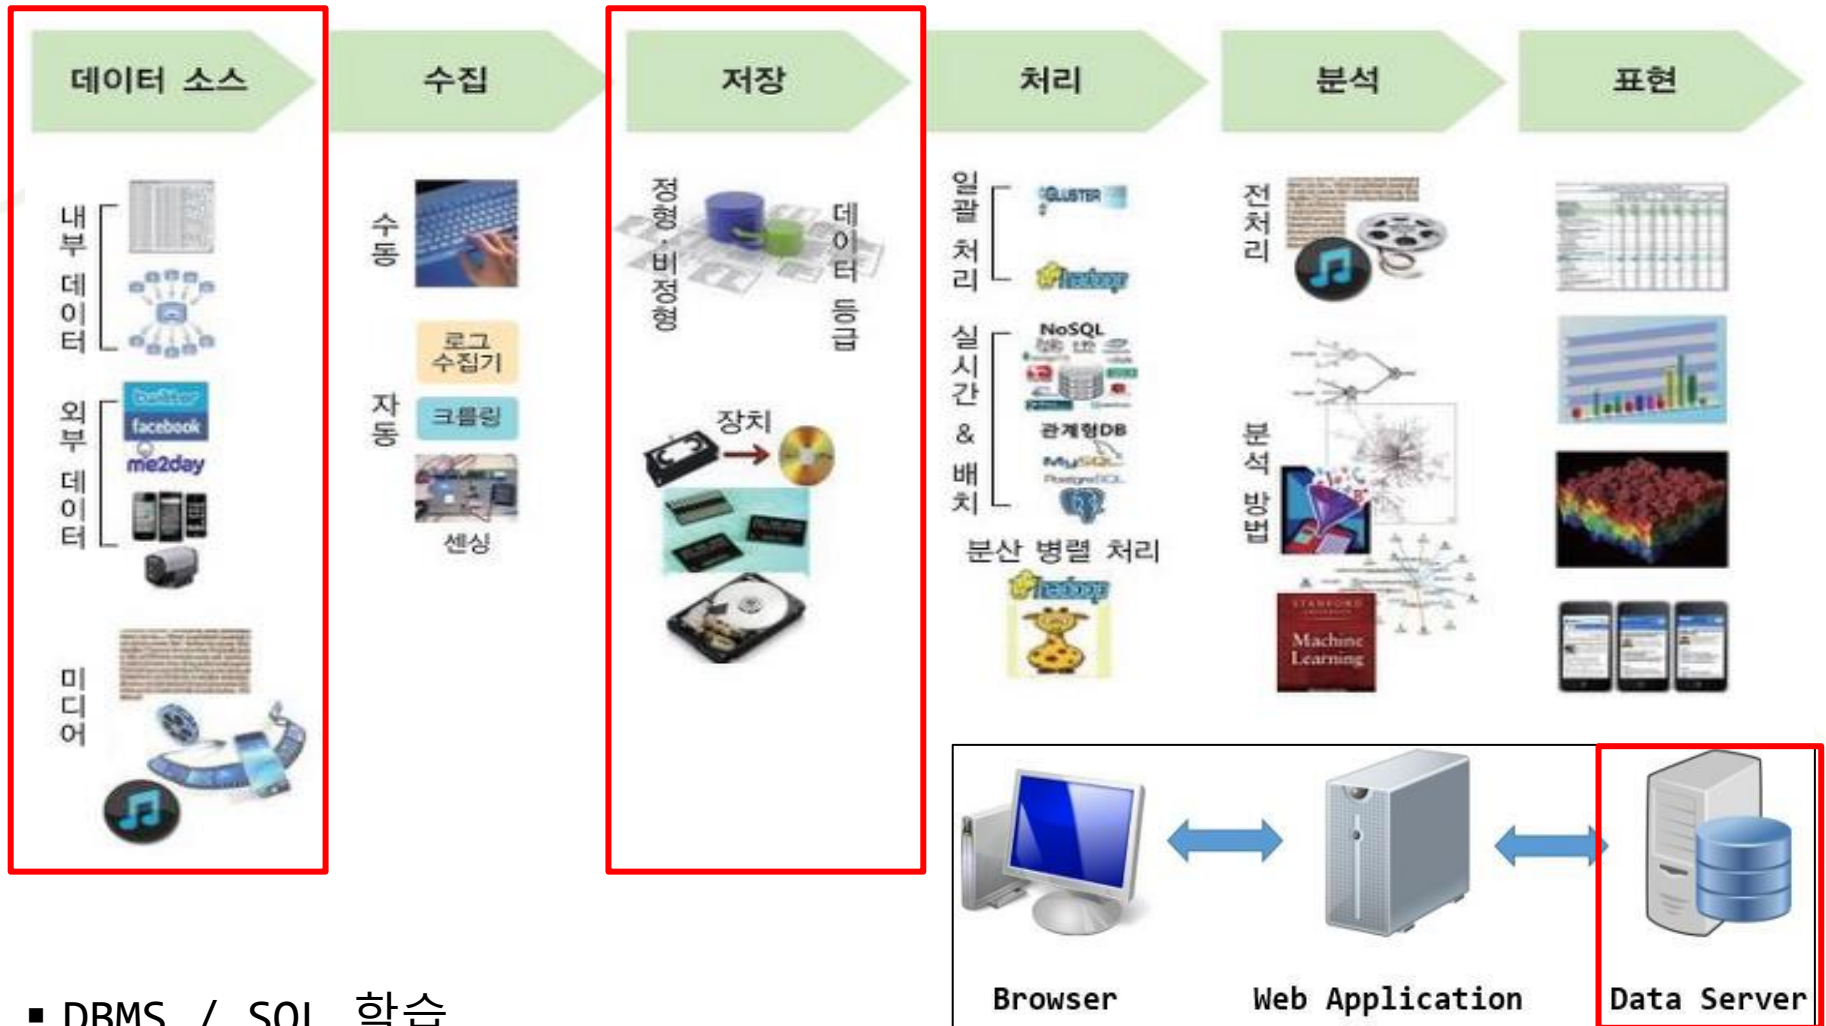 데이터 소스
수집
저장
처리
분석
표현
내부 데이터
외부 데이터
twitter
facebook
me2day
미디어
수동
자동
로그
수집기
크롤링
센싱
정형·비정형
데이터 등급
장치
일괄 처리
GLUSTER
hadoop
실시간 & 배치
NoSQL
관계형DB
MySQL
PostgreSQL
분산 병렬 처리
hadoop
전처리
분석 방법
STANFORD
Machine
Learning
Browser
Web Application
Data Server
▪ DBMS / SQL 학습